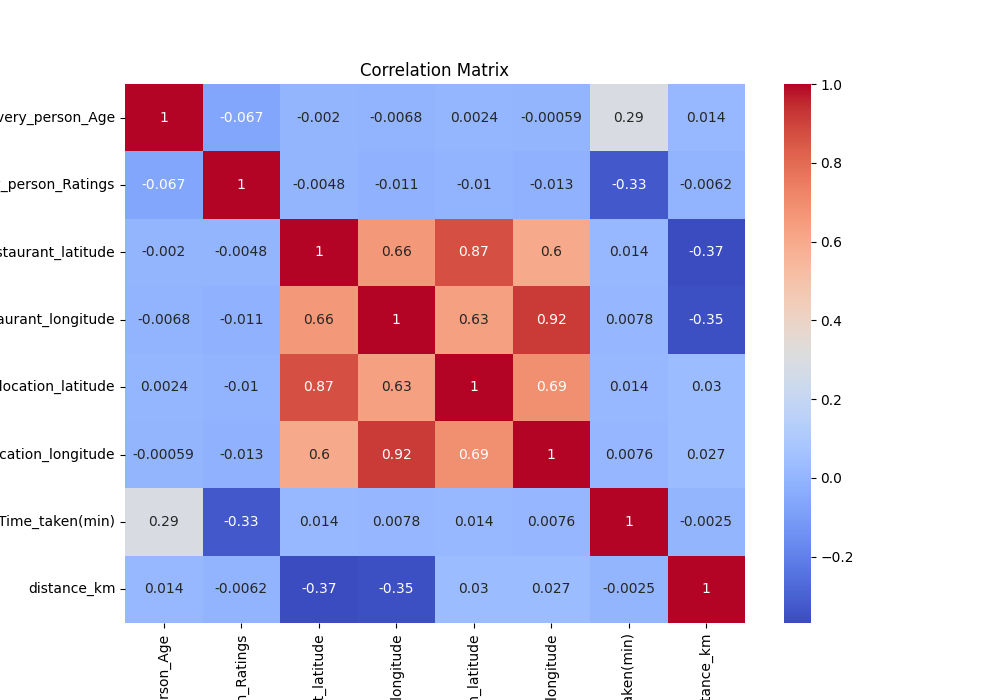 Correlation Matrix
very_person_Age 1 -0.067 -0.002 -0.0068 0.0024 -0.00059 0.29 0.014
_person_Ratings -0.067 1 -0.0048 -0.011 -0.01 -0.013 -0.33 -0.0062
staurant_latitude -0.002 -0.0048 1 0.66 0.87 0.6 0.014 -0.37
aurant_longitude -0.0068 -0.011 0.66 1 0.63 0.92 0.0078 -0.35
location_latitude 0.0024 -0.01 0.87 0.63 1 0.69 0.014 0.03
cation_longitude -0.00059 -0.013 0.6 0.92 0.69 1 0.0076 0.027
Time_taken(min) 0.29 -0.33 0.014 0.0078 0.014 0.0076 1 -0.0025
distance_km 0.014 -0.0062 -0.37 -0.35 0.03 0.027 -0.0025 1
rson_Age
n_Ratings
t_latitude
longitude
n_latitude
longitude
aken(min)
tance_km
1.0
0.8
0.6
0.4
0.2
0.0
−0.2